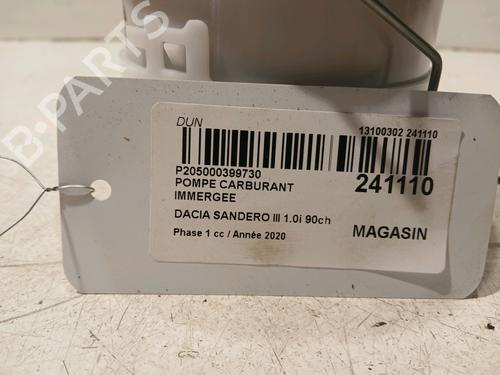 DUN
13100302 241110
P205000399730
POMPE CARBURANT
IMMERGEE
241110
DACIA SANDERO III 1.0i 90ch
Phase 1 cc / Année 2020
MAGASIN
B-PARTS